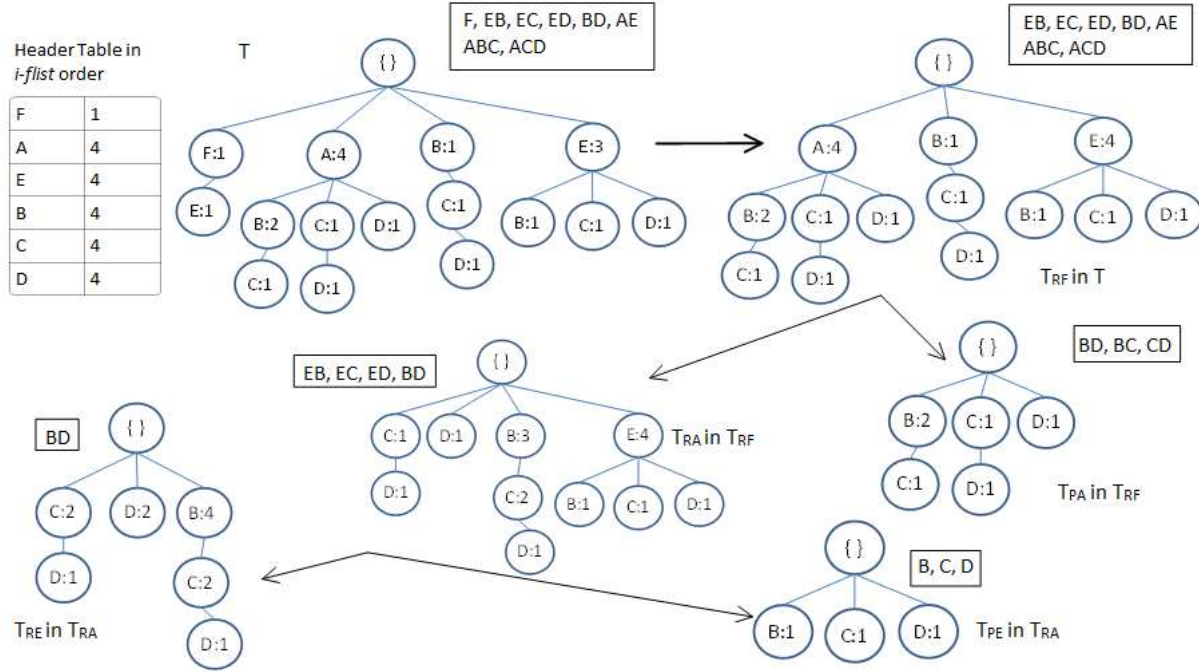 Header Table in
i-flist order
F 1
A 4
E 4
B 4
C 4
D 4
T
F, EB, EC, ED, BD, AE
ABC, ACD
{ }
F:1
A:4
B:1
E:3
E:1
B:2
C:1
D:1
C:1
B:1
C:1
D:1
C:1
D:1
D:1
EB, EC, ED, BD, AE
ABC, ACD
{ }
A:4
B:1
E:4
B:2
C:1
D:1
C:1
B:1
C:1
D:1
C:1
D:1
D:1
TRF in T
EB, EC, ED, BD
{ }
C:1
D:1
B:3
E:4
TRA in TRF
D:1
C:2
B:1
C:1
D:1
D:1
BD, BC, CD
{ }
B:2
C:1
D:1
C:1
D:1
TPA in TRF
BD
{ }
C:2
D:2
B:4
D:1
C:2
D:1
TRE in TRA
B, C, D
{ }
B:1
C:1
D:1
TPE in TRA